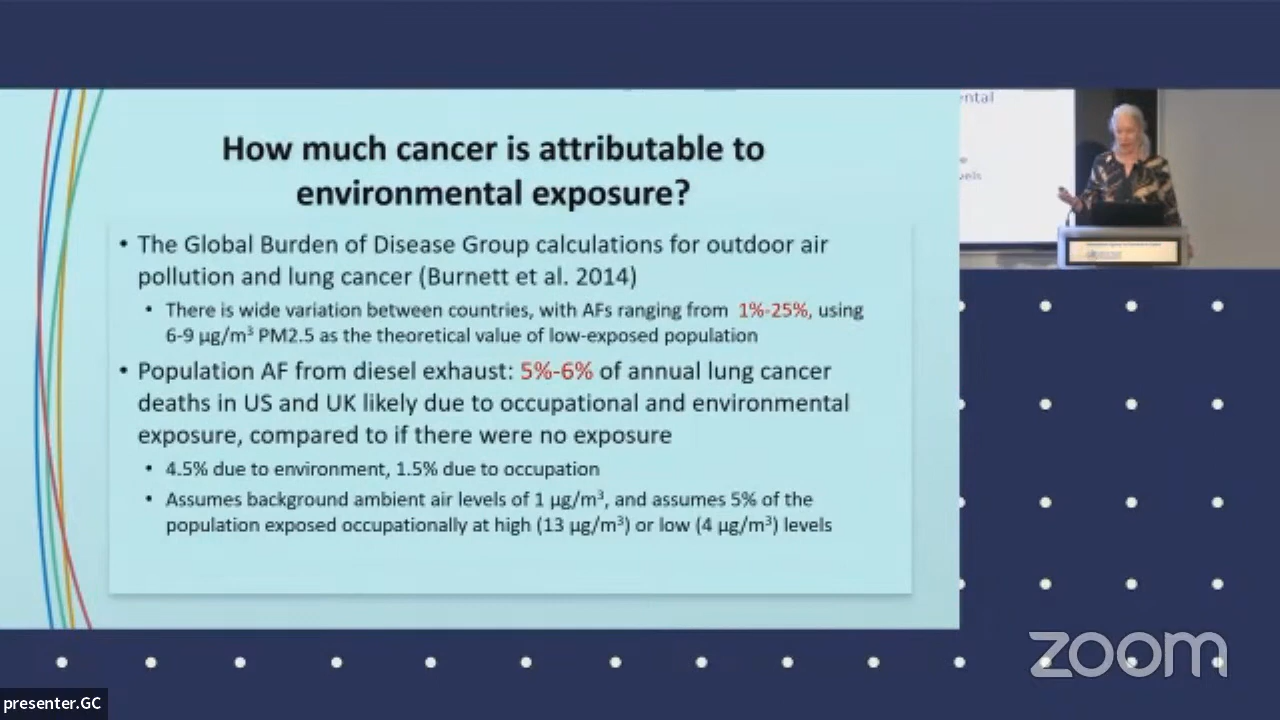 How much cancer is attributable to
environmental exposure?
• The Global Burden of Disease Group calculations for outdoor air
pollution and lung cancer (Burnett et al. 2014)
• There is wide variation between countries, with AFs ranging from 1%-25%, using
6-9 µg/m³ PM2.5 as the theoretical value of low-exposed population
• Population AF from diesel exhaust: 5%-6% of annual lung cancer
deaths in US and UK likely due to occupational and environmental
exposure, compared to if there were no exposure
• 4.5% due to environment, 1.5% due to occupation
• Assumes background ambient air levels of 1 µg/m³, and assumes 5% of the
population exposed occupationally at high (13 µg/m³) or low (4 µg/m³) levels
ental
vels
zoom
presenter.GC